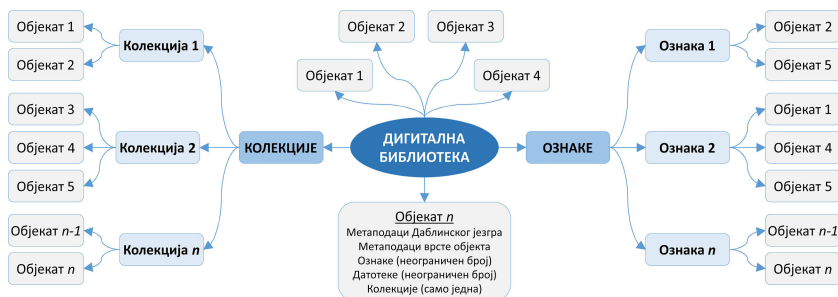 Објекат 1
Објекат 2
Колекција 1
Објекат 3
Објекат 4
Објекат 5
Колекција 2
Објекат n-1
Објекат n
Колекција n
КОЛЕКЦИЈЕ
Објекат 1
Објекат 2
Објекат 3
Објекат 4
ДИГИТАЛНА
БИБЛИОТЕКА
Објекат n
Метаподаци Даблинског језгра
Метаподаци врсте објекта
Ознаке (неограничен број)
Датотеке (неограничен број)
Колекције (само једна)
ОЗНАКЕ
Ознака 1
Објекат 2
Објекат 5
Ознака 2
Објекат 1
Објекат 4
Објекат 5
Ознака n
Објекат n-1
Објекат n